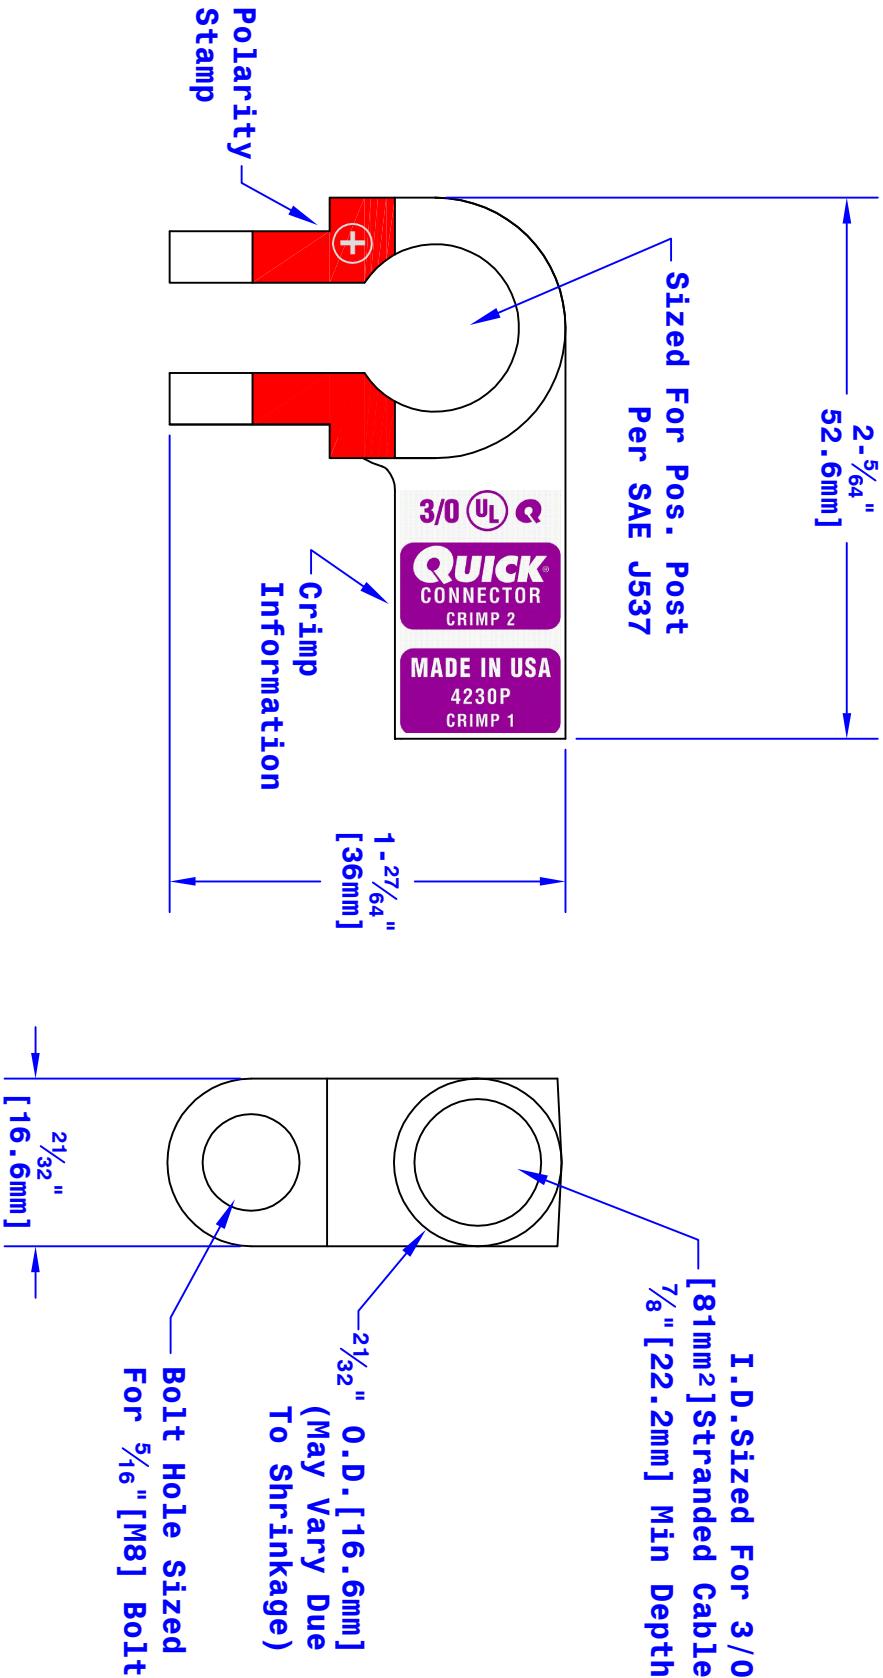 Polarity
Stamp
Sized For Pos. Post
Per SAE J537
2-5/64"
52.6mm]
3/0 UL Q
QUICK®
CONNECTOR
CRIMP 2
MADE IN USA
4230P
CRIMP 1
Crimp
Information
1-27/64"
[36mm]
21/32"
[16.6mm]
I.D.Sized For 3/0
[81mm²]Stranded Cable
7/8"[22.2mm] Min Depth
21/32" O.D.[16.6mm]
(May Vary Due
To Shrinkage)
Bolt Hole Sized
For 5/16"[M8] Bolt